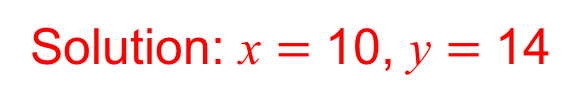 Solution: x = 10, y = 14